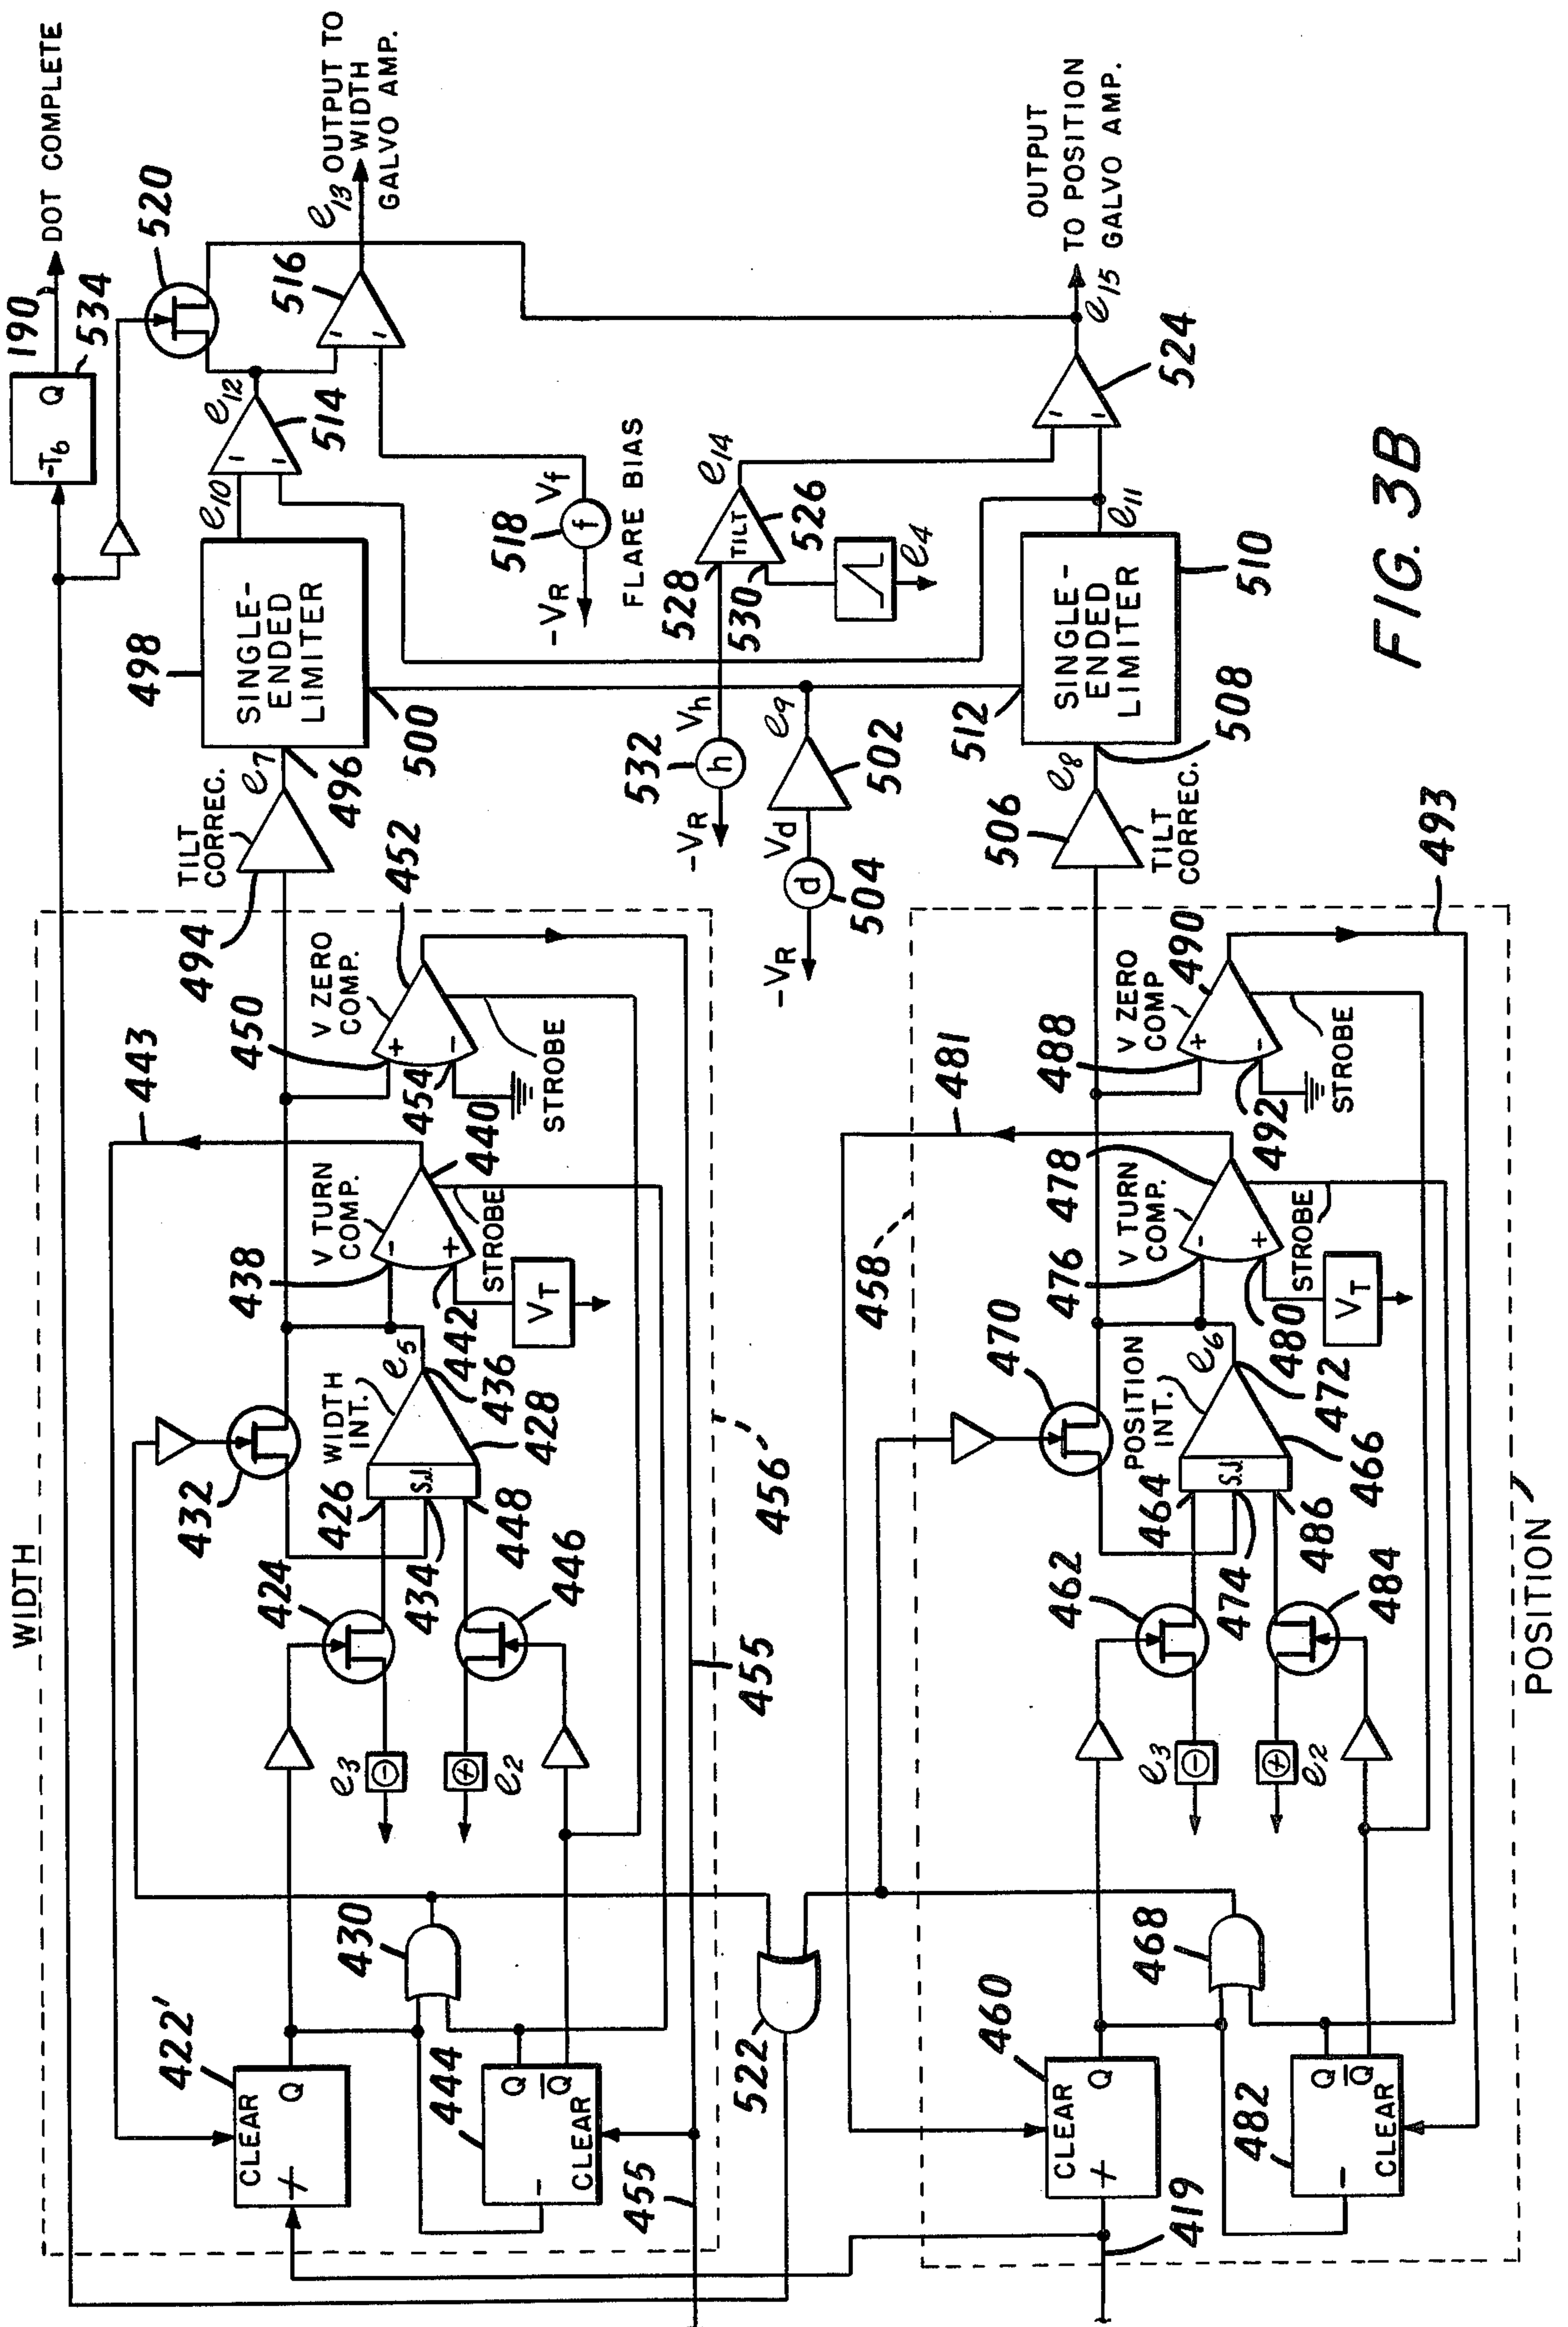 WIDTH
190
DOT COMPLETE
-T6 Q
534
520
e13 OUTPUT TO
WIDTH
GALVO AMP.
516
e12
514
e10
498
SINGLE-
ENDED
LIMITER
500
e7
496
TILT
CORREC.
494
518
f
Vf
-VR
FLARE BIAS
e14
TILT
526
528
530
e4
532
h
Vh
-VR
e9
502
Vd
d
504
-VR
OUTPUT
TO POSITION
GALVO AMP.
e15
524
e11
SINGLE-
ENDED
LIMITER
510
512
508
e8
506
TILT
CORREC.
443
450
V ZERO
COMP.
452
+
-
454
STROBE
438
V TURN
COMP.
440
-
+
STROBE
442
VT
e5
436
WIDTH
INT.
428
S.J.
432
426
434
448
424
446
e3
-
+
e2
456'
455
430
422'
CLEAR
Q
444
Q
Q
CLEAR
-
455
522
481
488
V ZERO
COMP
490
+
-
492
STROBE
493
458
476
V TURN
COMP.
478
-
+
STROBE
480
VT
470
e6
POSITION
INT.
472
466
S.J.
464
474
486
462
484
e3
-
+
e2
468
460
CLEAR
Q
482
Q
Q
CLEAR
-
419
POSITION
FIG. 3B